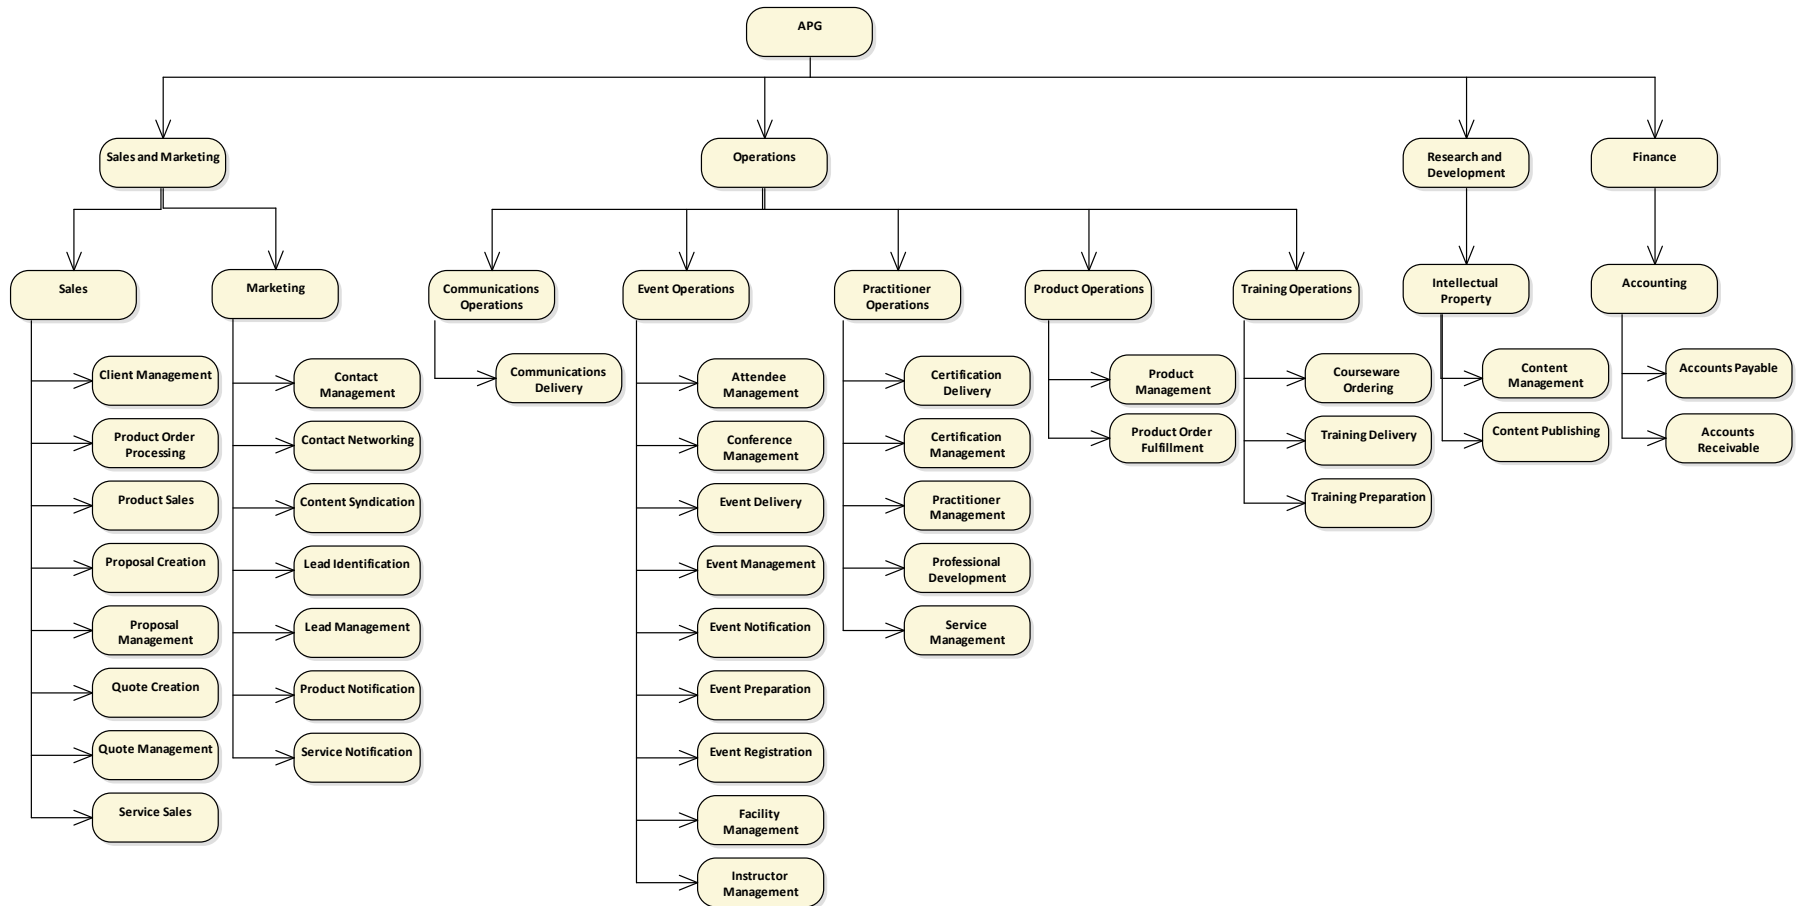 APG
Sales and Marketing
Operations
Research and
Development
Finance
Sales
Marketing
Communications
Operations
Event Operations
Practitioner
Operations
Product Operations
Training Operations
Intellectual
Property
Accounting
Client Management
Product Order
Processing
Product Sales
Proposal Creation
Proposal
Management
Quote Creation
Quote Management
Service Sales
Contact
Management
Contact Networking
Content Syndication
Lead Identification
Lead Management
Product Notification
Service Notification
Communications
Delivery
Attendee
Management
Conference
Management
Event Delivery
Event Management
Event Notification
Event Preparation
Event Registration
Facility
Management
Instructor
Management
Certification
Delivery
Certification
Management
Practitioner
Management
Professional
Development
Service
Management
Product
Management
Product Order
Fulfillment
Courseware
Ordering
Training Delivery
Training Preparation
Content
Management
Content Publishing
Accounts Payable
Accounts
Receivable